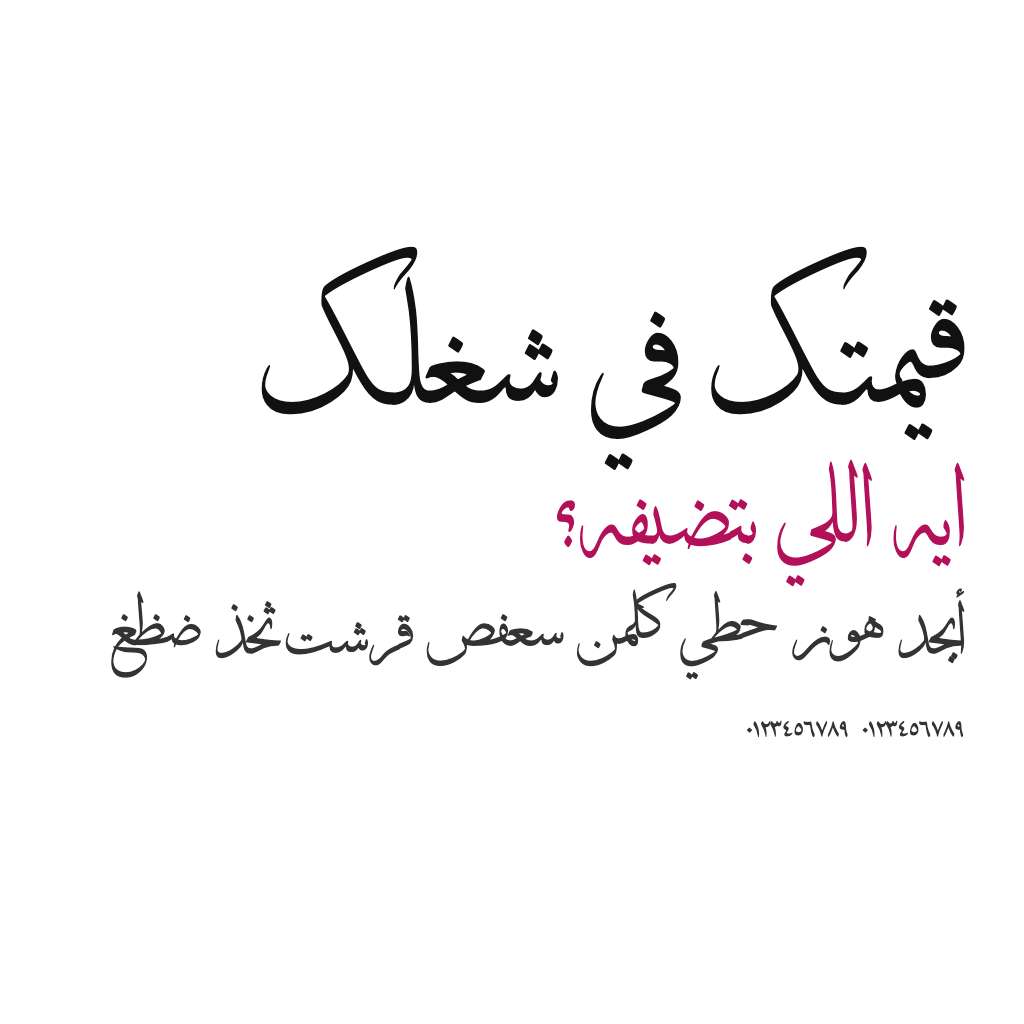 قيمتك في شغلك
ايه اللي بتضيفه؟
أبجد هوز حطي كلمن سعفص قرشت ثخذ ضظغ
٠١٢٣٤٥٦٧٨٩ ٠١٢٣٤٥٦٧٨٩